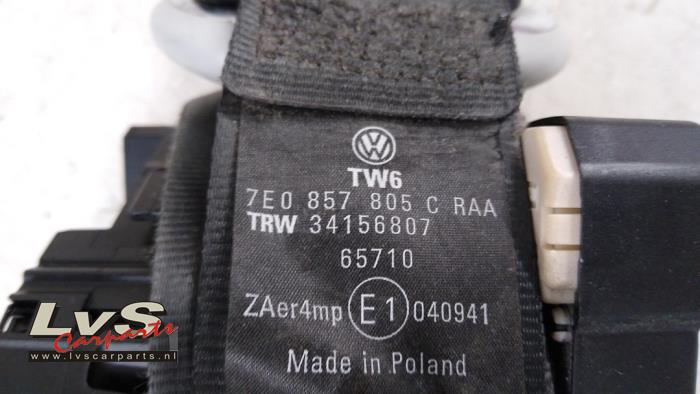 VW
TW6
7E0 857 805 C RAA
TRW 34156807
65710
ZAer4mp E1 040941
Made in Poland
LvS
Carparts
www.lvscarparts.nl